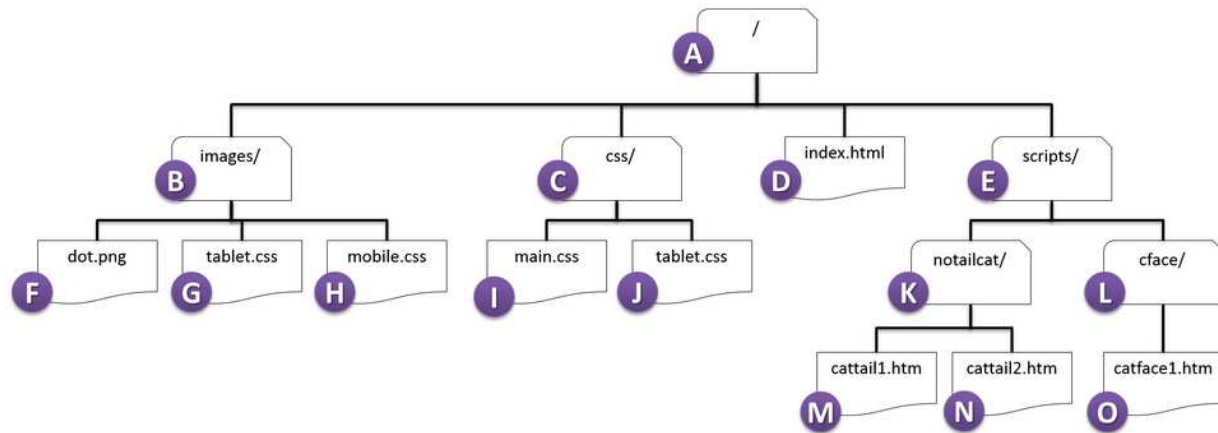 /
A
images/
B
css/
C
index.html
D
scripts/
E
dot.png
F
tablet.css
G
mobile.css
H
main.css
I
tablet.css
J
notailcat/
K
cface/
L
cattail1.htm
M
cattail2.htm
N
catface1.htm
O